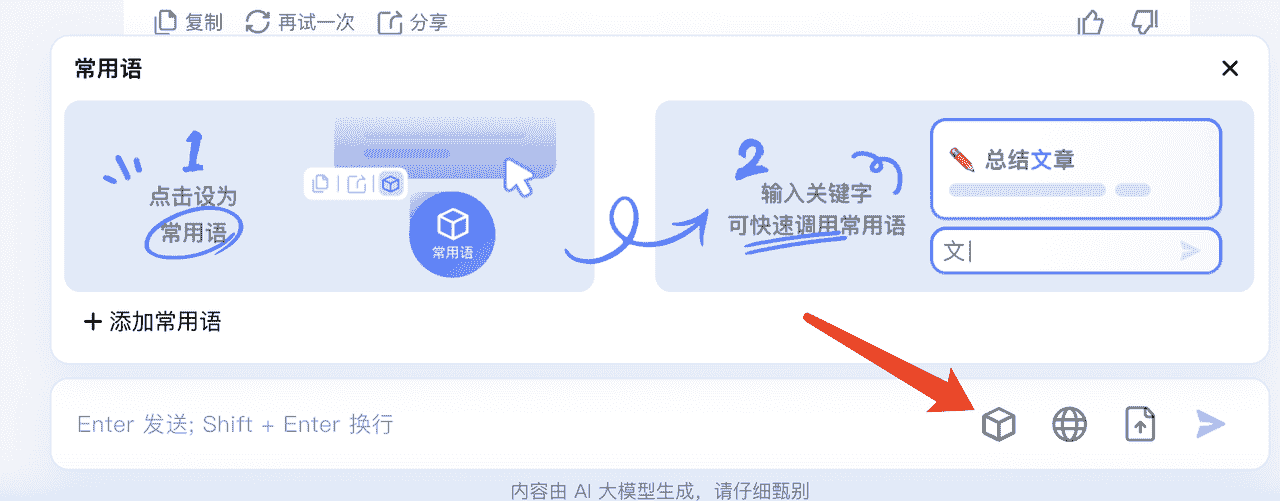 复制 再试一次 分享
常用语
1
点击设为
常用语
常用语
2
输入关键字
可快速调用常用语
总结文章
文
+ 添加常用语
Enter 发送; Shift + Enter 换行
内容由 AI 大模型生成，请仔细甄别